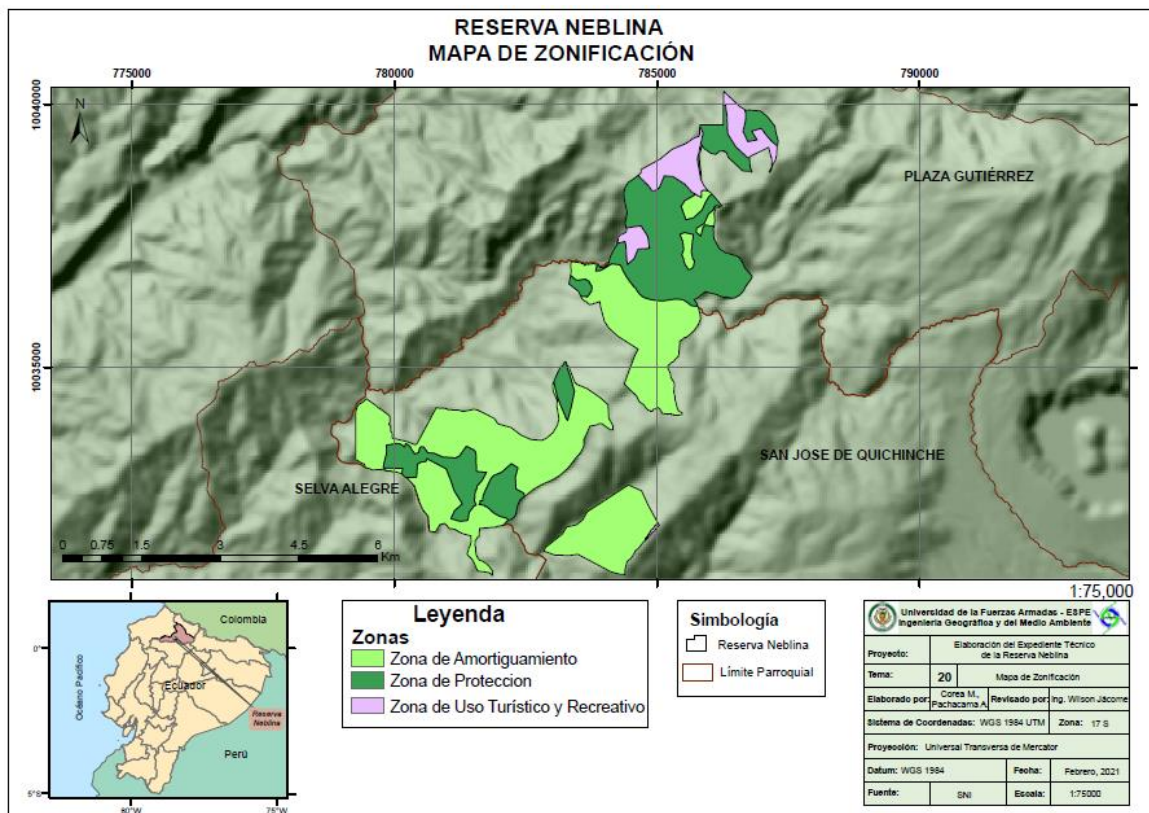 RESERVA NEBLINA
MAPA DE ZONIFICACIÓN
775000
780000
785000
790000
10040000
10035000
N
PLAZA GUTIÉRREZ
SAN JOSE DE QUICHINCHE
SELVA ALEGRE
0 0.75 1.5 3 4.5 6
Km
1:75,000
Colombia
0°
Océano Pacífico
Ecuador
Reserva
Neblina
Perú
5°S
80°W
75°W
Leyenda
Zonas
Zona de Amortiguamiento
Zona de Proteccion
Zona de Uso Turístico y Recreativo
Simbología
Reserva Neblina
Límite Parroquial
Universidad de la Fuerzas Armadas - ESPE
Ingeniería Geográfica y del Medio Ambiente
Proyecto: Elaboración del Expediente Técnico
de la Reserva Neblina
Tema: 20 Mapa de Zonificación
Elaborado por: Corea M., Pachacama A. Revisado por: Ing. Wilson Jácome
Sistema de Coordenadas: WGS 1984 UTM Zona: 17 S
Proyección: Universal Transversa de Mercator
Datum: WGS 1984 Fecha: Febrero, 2021
Fuente: SNI Escala: 1:75000